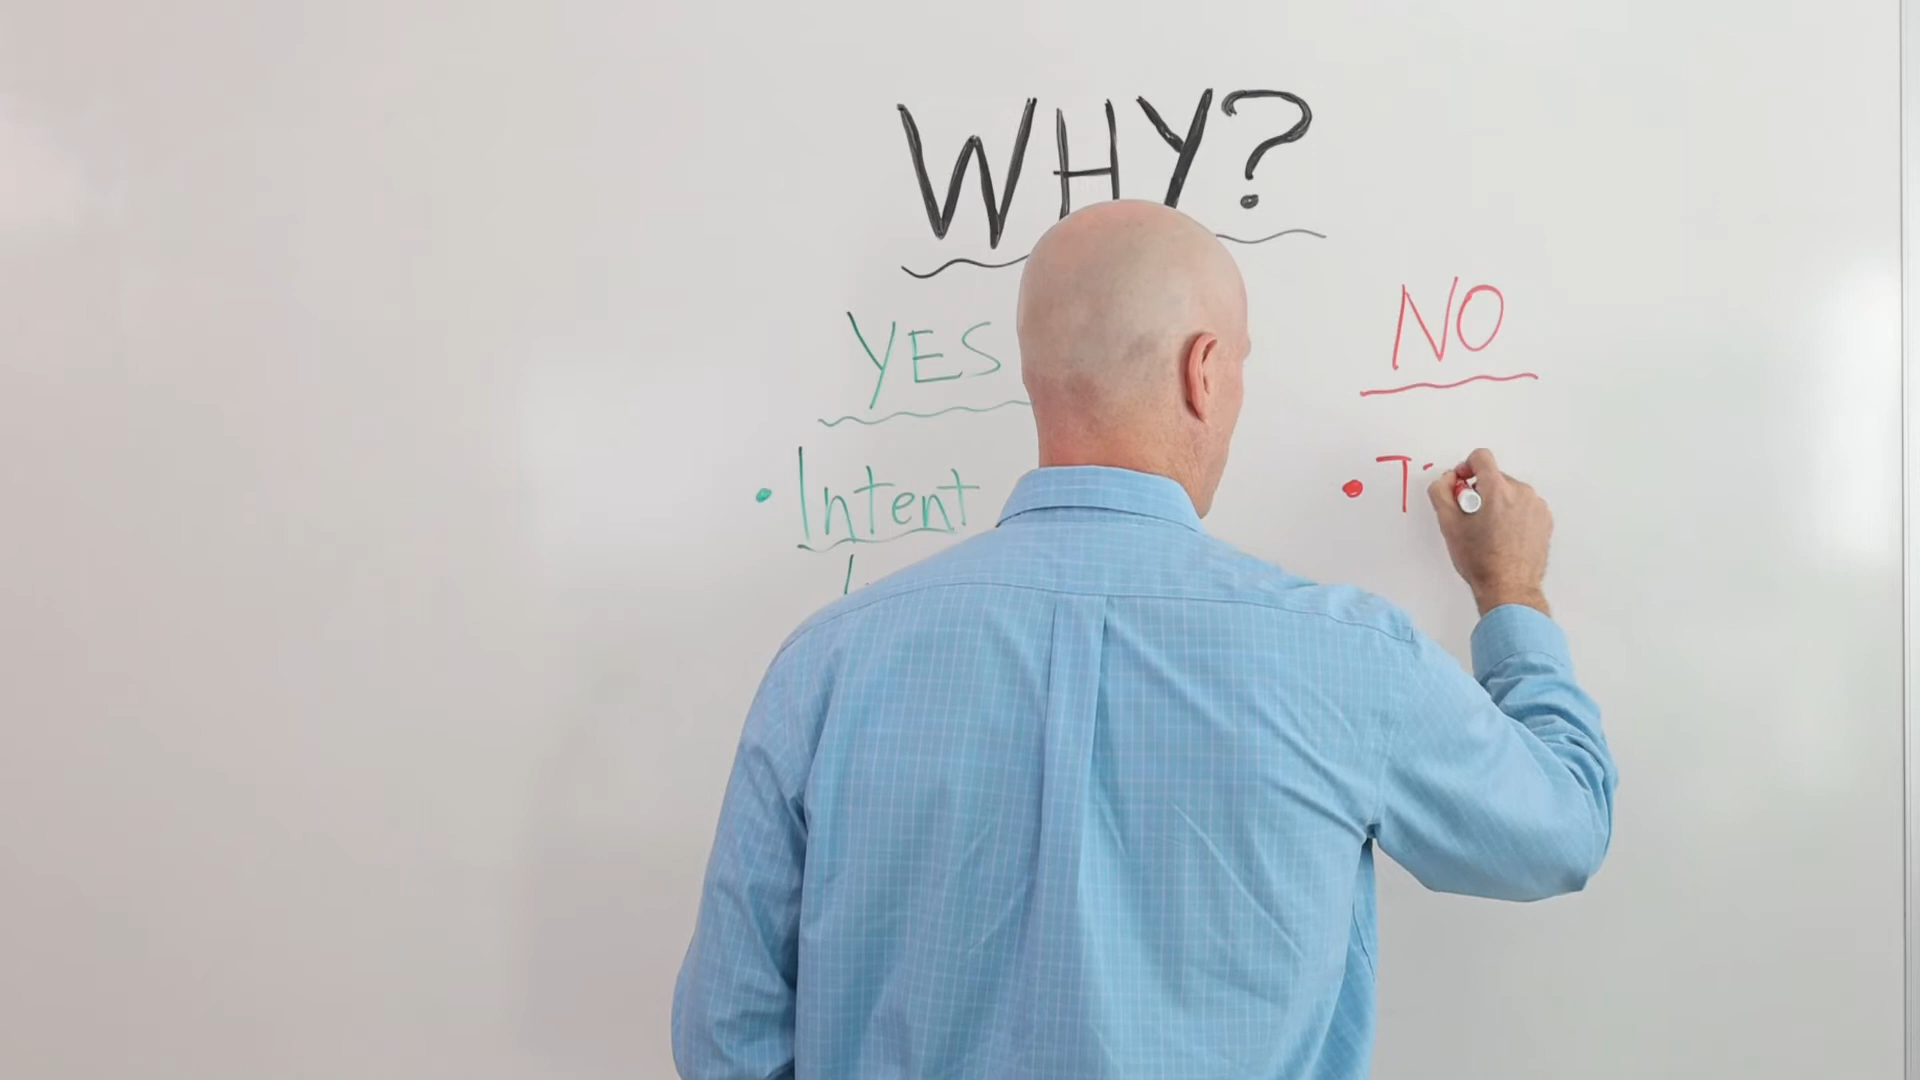 WHY?
YES
NO
• Intent
• T